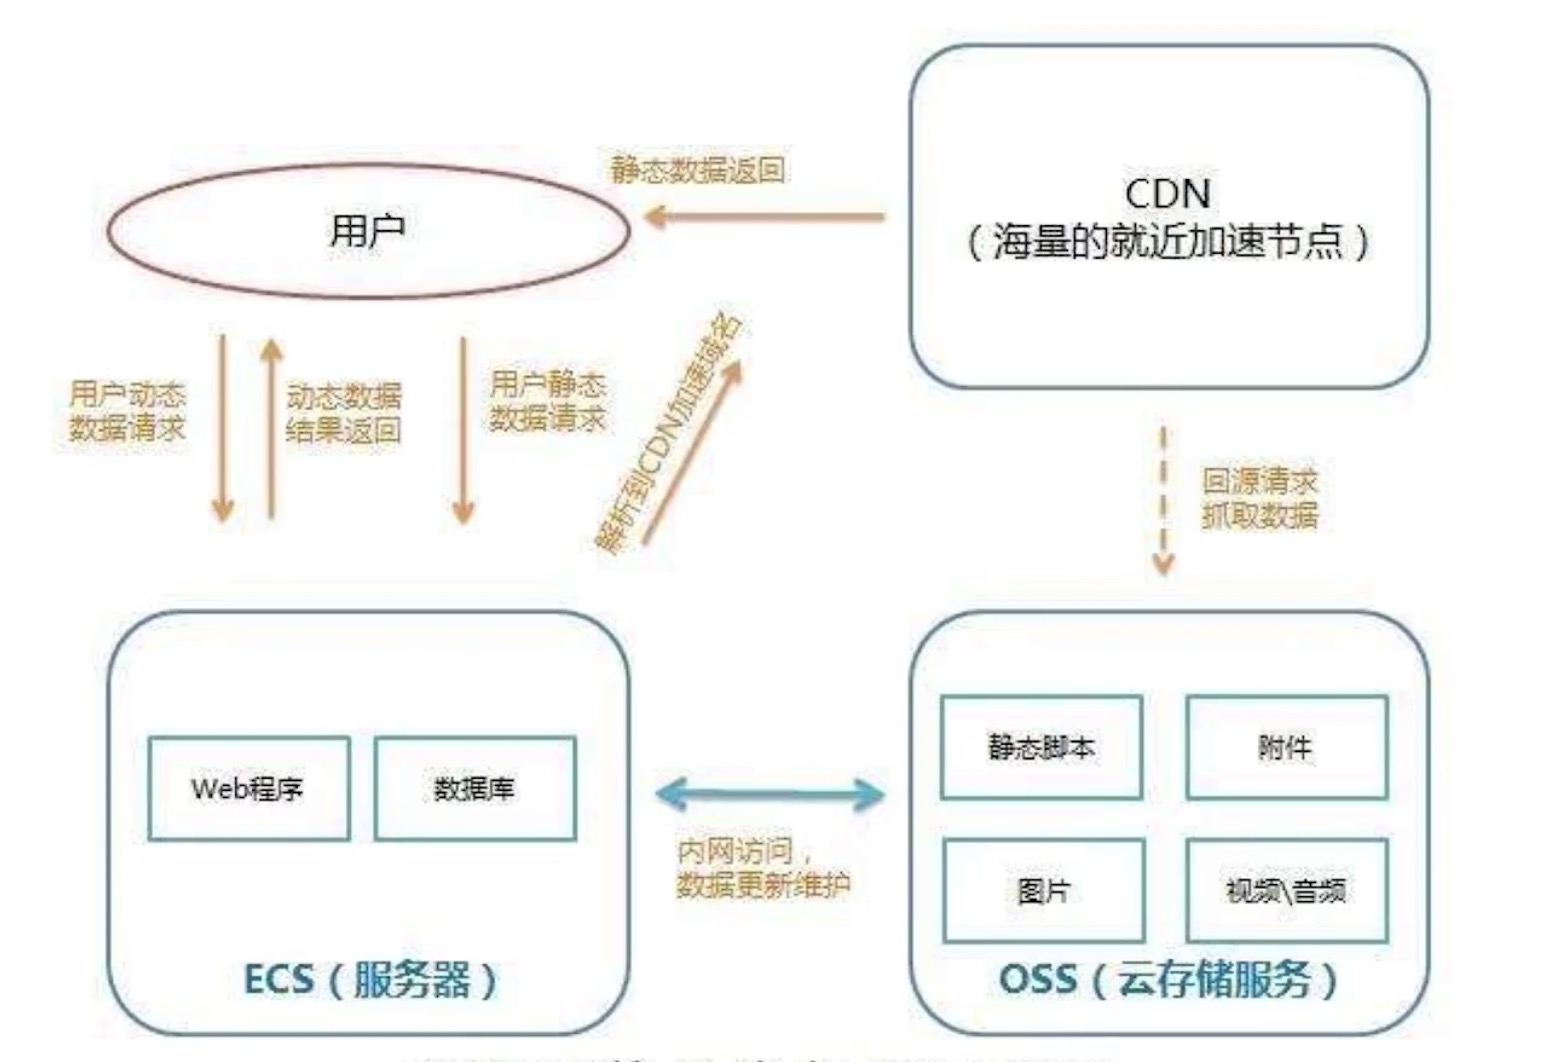 CDN
（海量的就近加速节点）
静态数据返回
用户
用户动态
数据请求
动态数据
结果返回
用户静态
数据请求
解析到CDN加速域名
回源请求
抓取数据
Web程序
数据库
ECS（服务器）
内网访问，
数据更新维护
静态脚本
附件
图片
视频\音频
OSS（云存储服务）